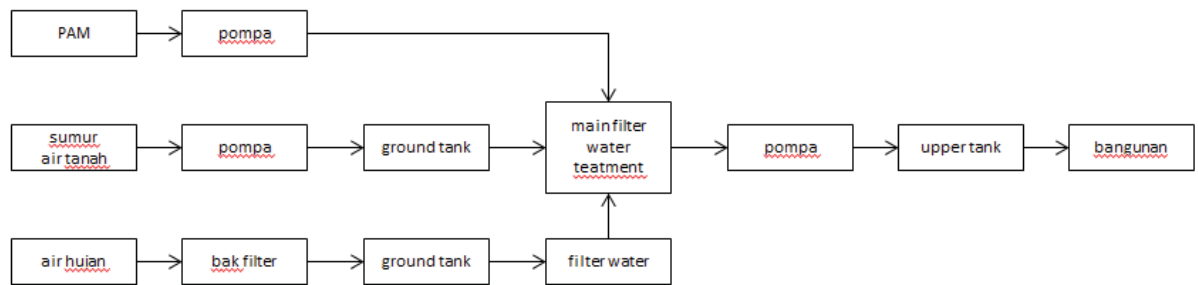 PAM
pompa
sumur
air tanah
pompa
ground tank
main filter
water
teatment
pompa
upper tank
bangunan
air hujan
bak filter
ground tank
filter water